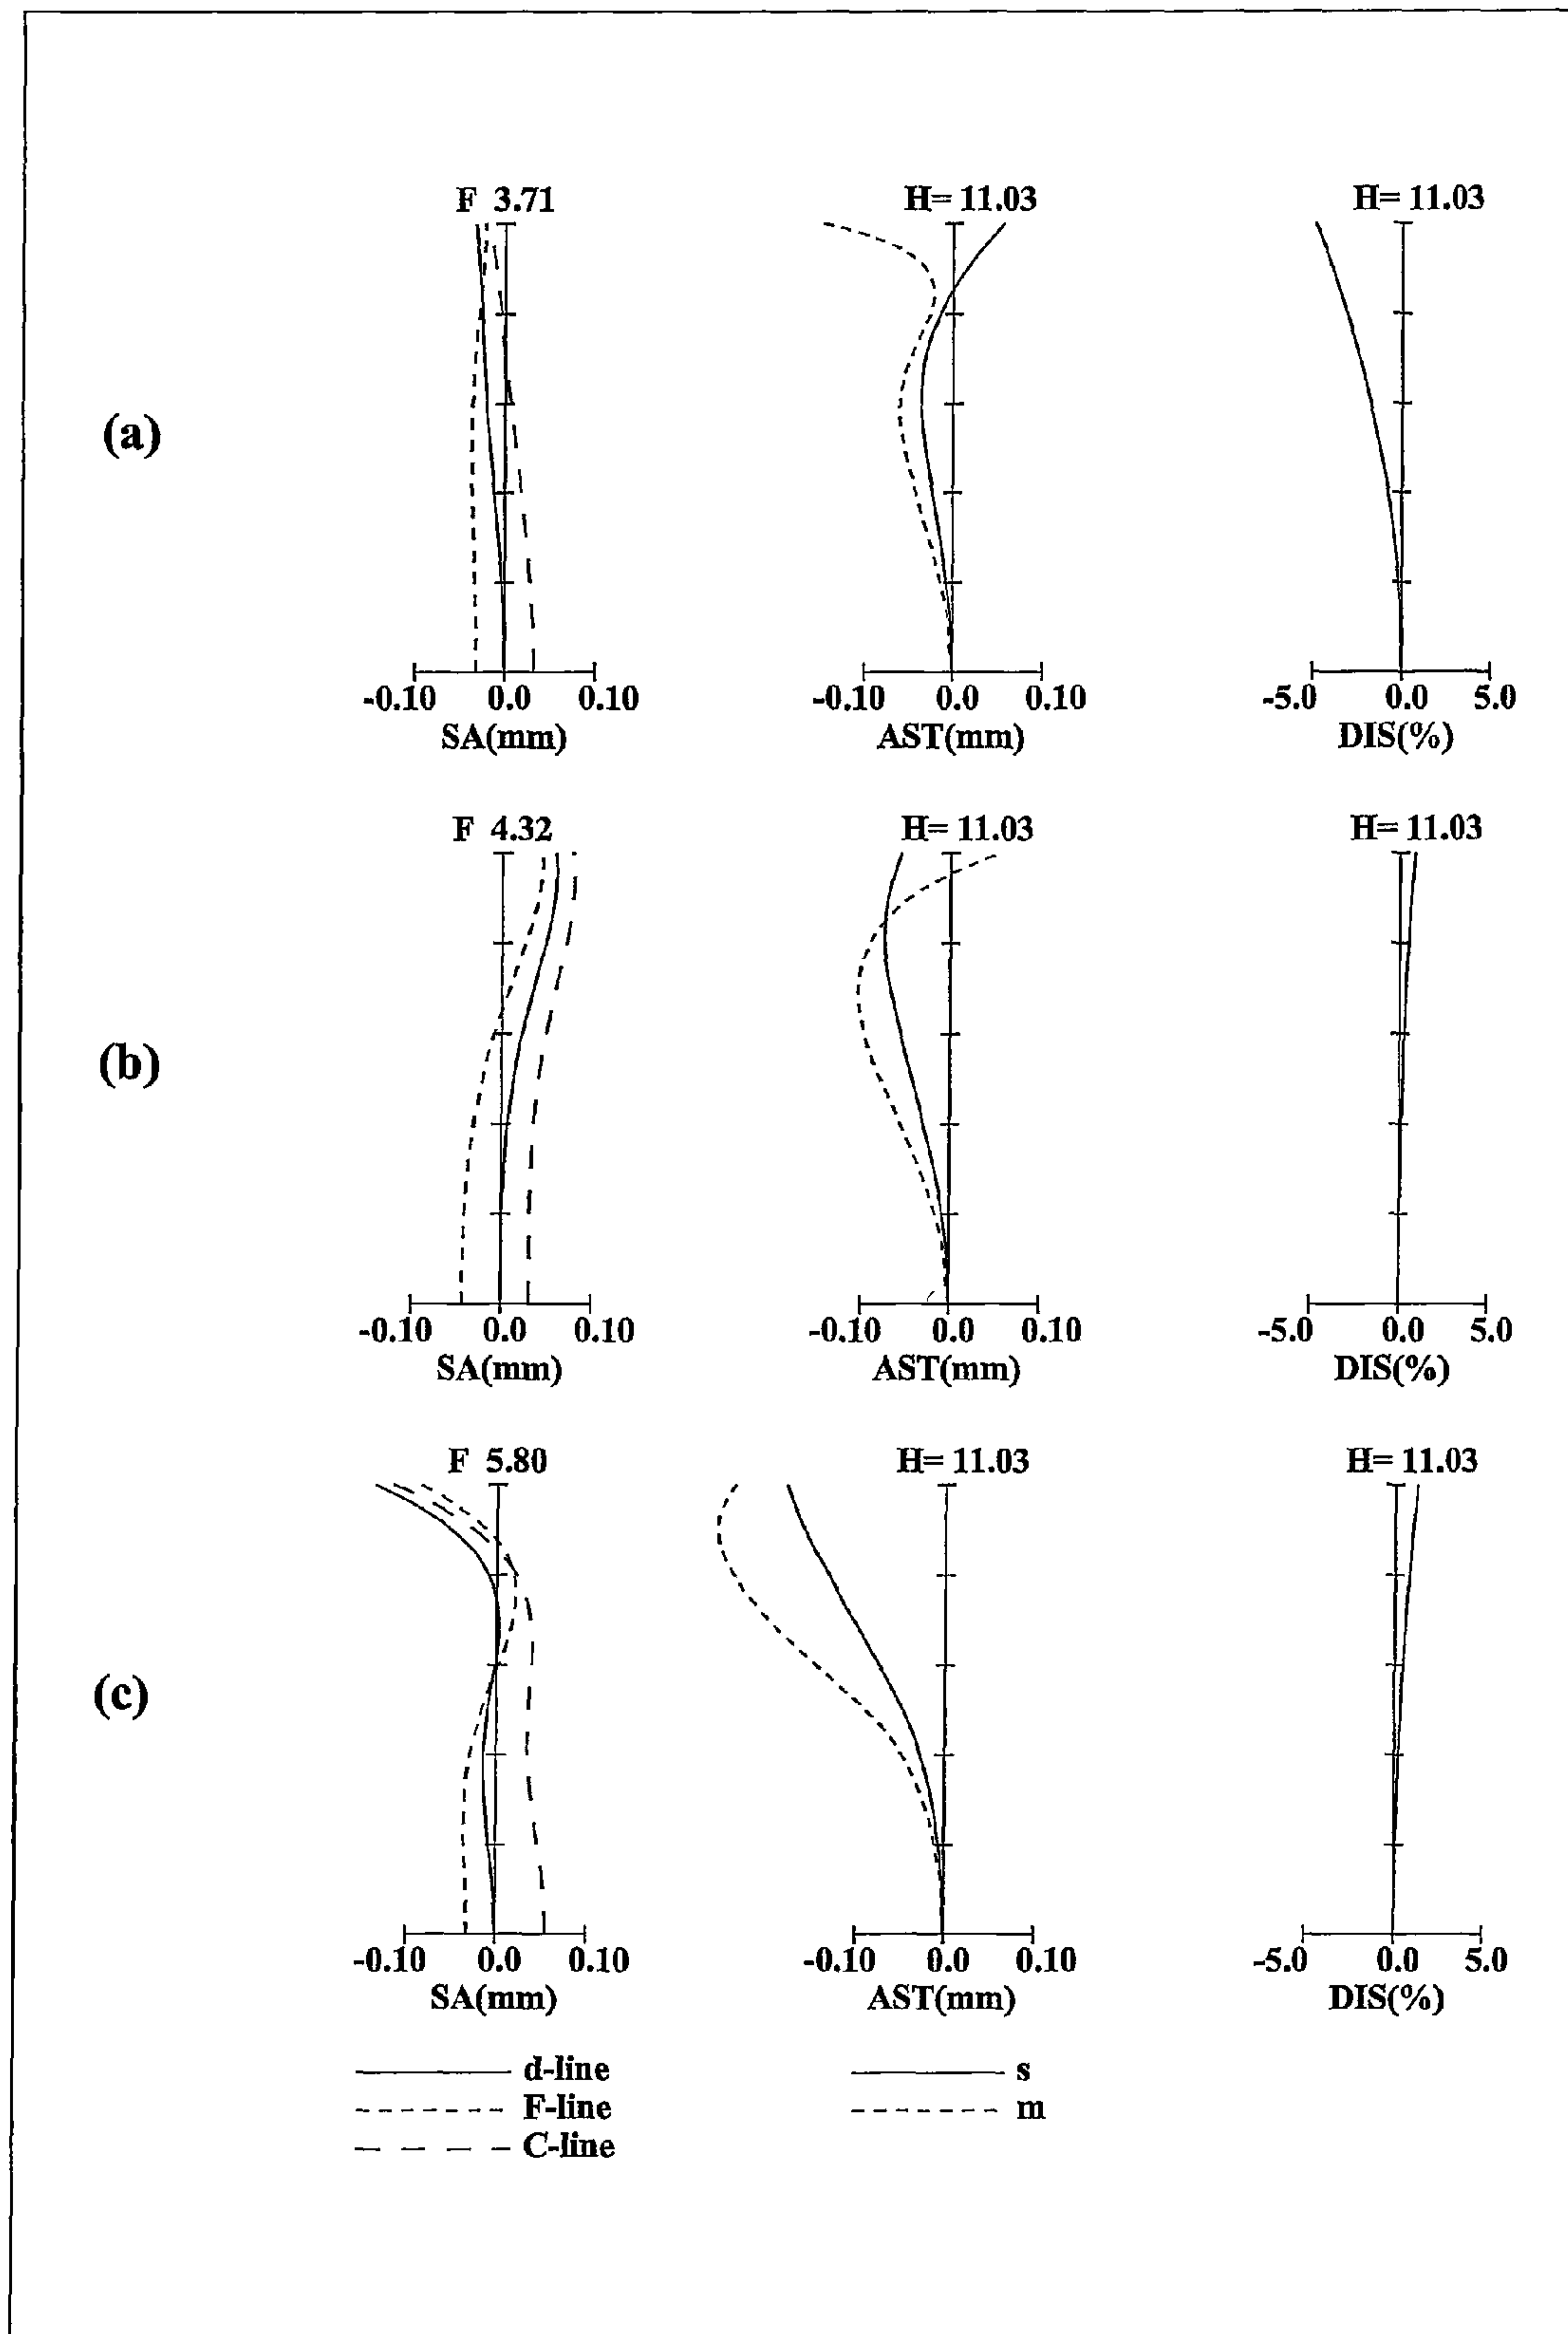 F 3.71 H= 11.03 H= 11.03
(a)
-0.10 0.0 0.10 -0.10 0.0 0.10 -5.0 0.0 5.0
SA(mm) AST(mm) DIS(%)
F 4.32 H= 11.03 H= 11.03
(b)
-0.10 0.0 0.10 -0.10 0.0 0.10 -5.0 0.0 5.0
SA(mm) AST(mm) DIS(%)
F 5.80 H= 11.03 H= 11.03
(c)
-0.10 0.0 0.10 -0.10 0.0 0.10 -5.0 0.0 5.0
SA(mm) AST(mm) DIS(%)
d-line s
F-line m
C-line